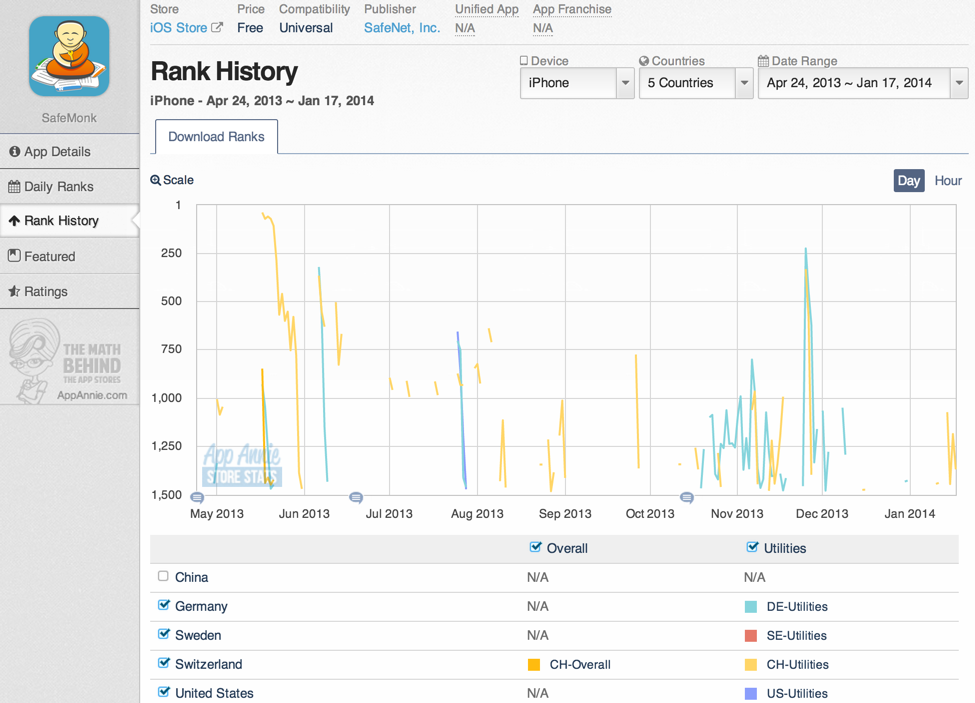 Store Price Compatibility Publisher Unified App App Franchise
iOS Store Free Universal SafeNet, Inc. N/A N/A
SafeMonk
App Details
Daily Ranks
Rank History
Featured
Ratings
THE MATH
BEHIND
THE APP STORES
AppAnnie.com
Rank History
iPhone - Apr 24, 2013 ~ Jan 17, 2014
Device Countries Date Range
iPhone 5 Countries Apr 24, 2013 ~ Jan 17, 2014
Download Ranks
Scale Day Hour
1
250
500
750
1,000
1,250
1,500
App Annie
STORE STATS
May 2013 Jun 2013 Jul 2013 Aug 2013 Sep 2013 Oct 2013 Nov 2013 Dec 2013 Jan 2014
Overall Utilities
China N/A N/A
Germany N/A DE-Utilities
Sweden N/A SE-Utilities
Switzerland CH-Overall CH-Utilities
United States N/A US-Utilities